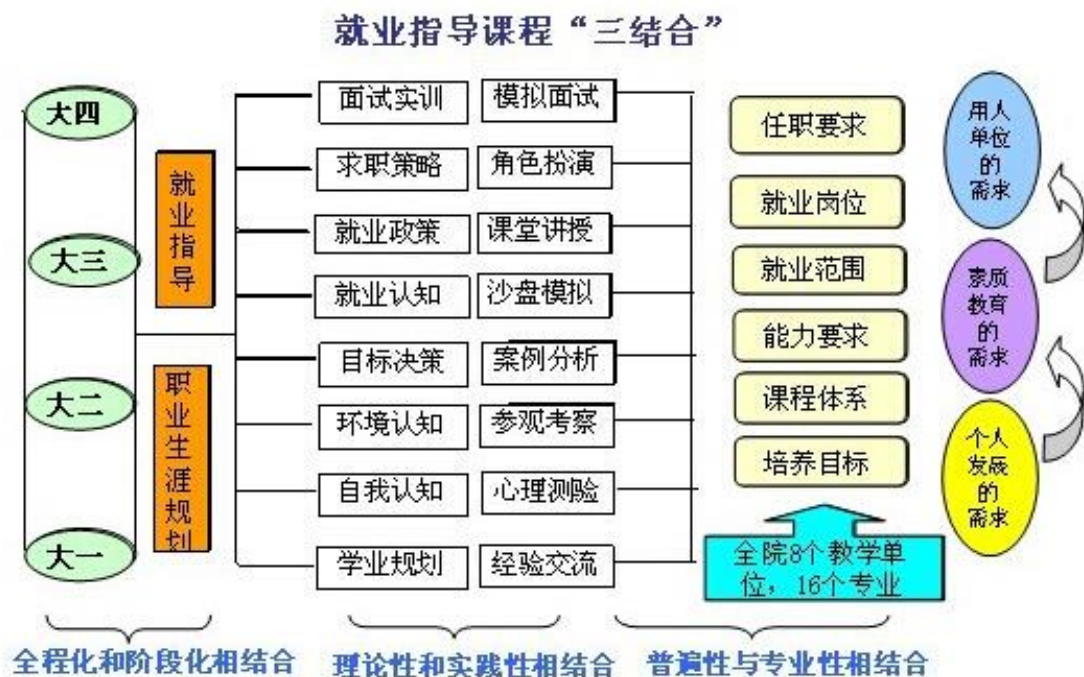 就业指导课程“三结合”
大四
大三
大二
大一
就业指导
职业生涯规划
面试实训 模拟面试
求职策略 角色扮演
就业政策 课堂讲授
就业认知 沙盘模拟
目标决策 案例分析
环境认知 参观考察
自我认知 心理测验
学业规划 经验交流
任职要求
就业岗位
就业范围
能力要求
课程体系
培养目标
全院8个教学单
位，16个专业
用人
单位
的
需求
素质
教育
的
需求
个人
发展
的
需求
全程化和阶段化相结合 理论性和实践性相结合 普遍性与专业性相结合